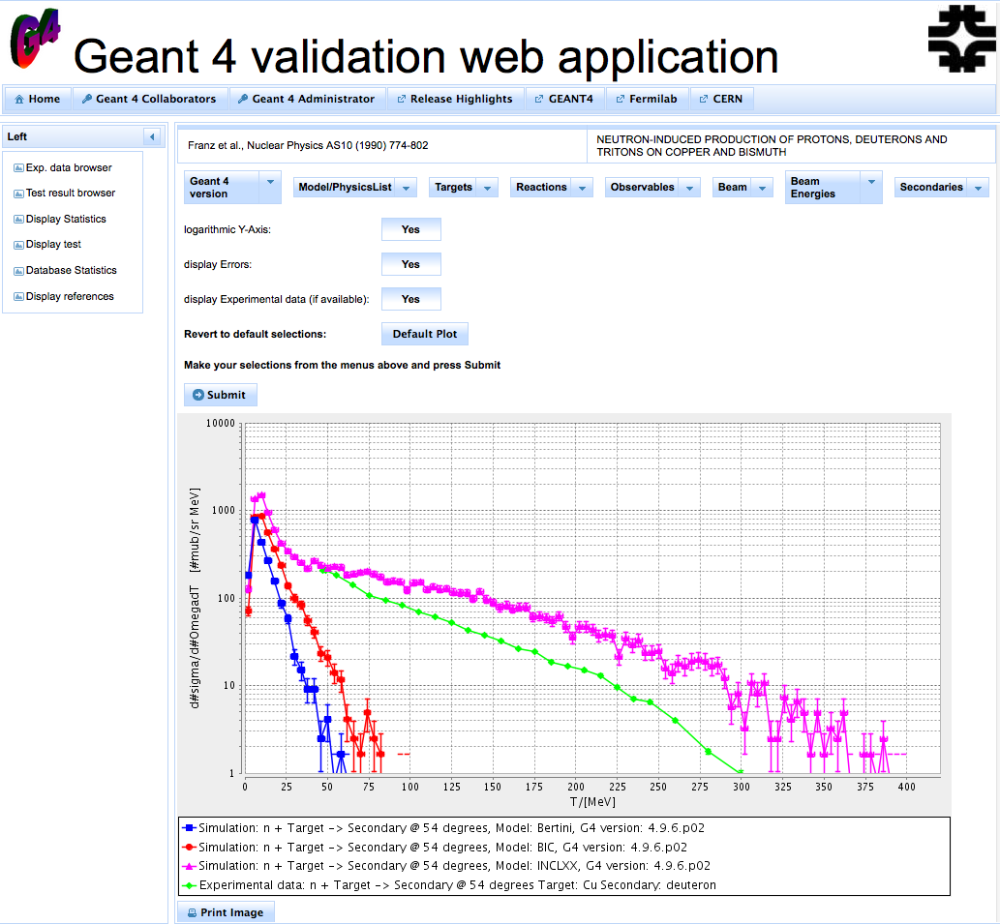 G4
Geant 4 validation web application
Home
Geant 4 Collaborators
Geant 4 Administrator
Release Highlights
GEANT4
Fermilab
CERN
Left
Exp. data browser
Test result browser
Display Statistics
Display test
Database Statistics
Display references
Franz et al., Nuclear Physics AS10 (1990) 774-802
NEUTRON-INDUCED PRODUCTION OF PROTONS, DEUTERONS AND
TRITONS ON COPPER AND BISMUTH
Geant 4
version
Model/PhysicsList
Targets
Reactions
Observables
Beam
Beam
Energies
Secondaries
logarithmic Y-Axis:
Yes
display Errors:
Yes
display Experimental data (if available):
Yes
Revert to default selections:
Default Plot
Make your selections from the menus above and press Submit
Submit
10000
1000
100
10
1
d#sigma/d#OmegadT [#mub/sr MeV]
0 25 50 75 100 125 150 175 200 225 250 275 300 325 350 375 400
T/[MeV]
Simulation: n + Target -> Secondary @ 54 degrees, Model: Bertini, G4 version: 4.9.6.p02
Simulation: n + Target -> Secondary @ 54 degrees, Model: BIC, G4 version: 4.9.6.p02
Simulation: n + Target -> Secondary @ 54 degrees, Model: INCLXX, G4 version: 4.9.6.p02
Experimental data: n + Target -> Secondary @ 54 degrees Target: Cu Secondary: deuteron
Print Image